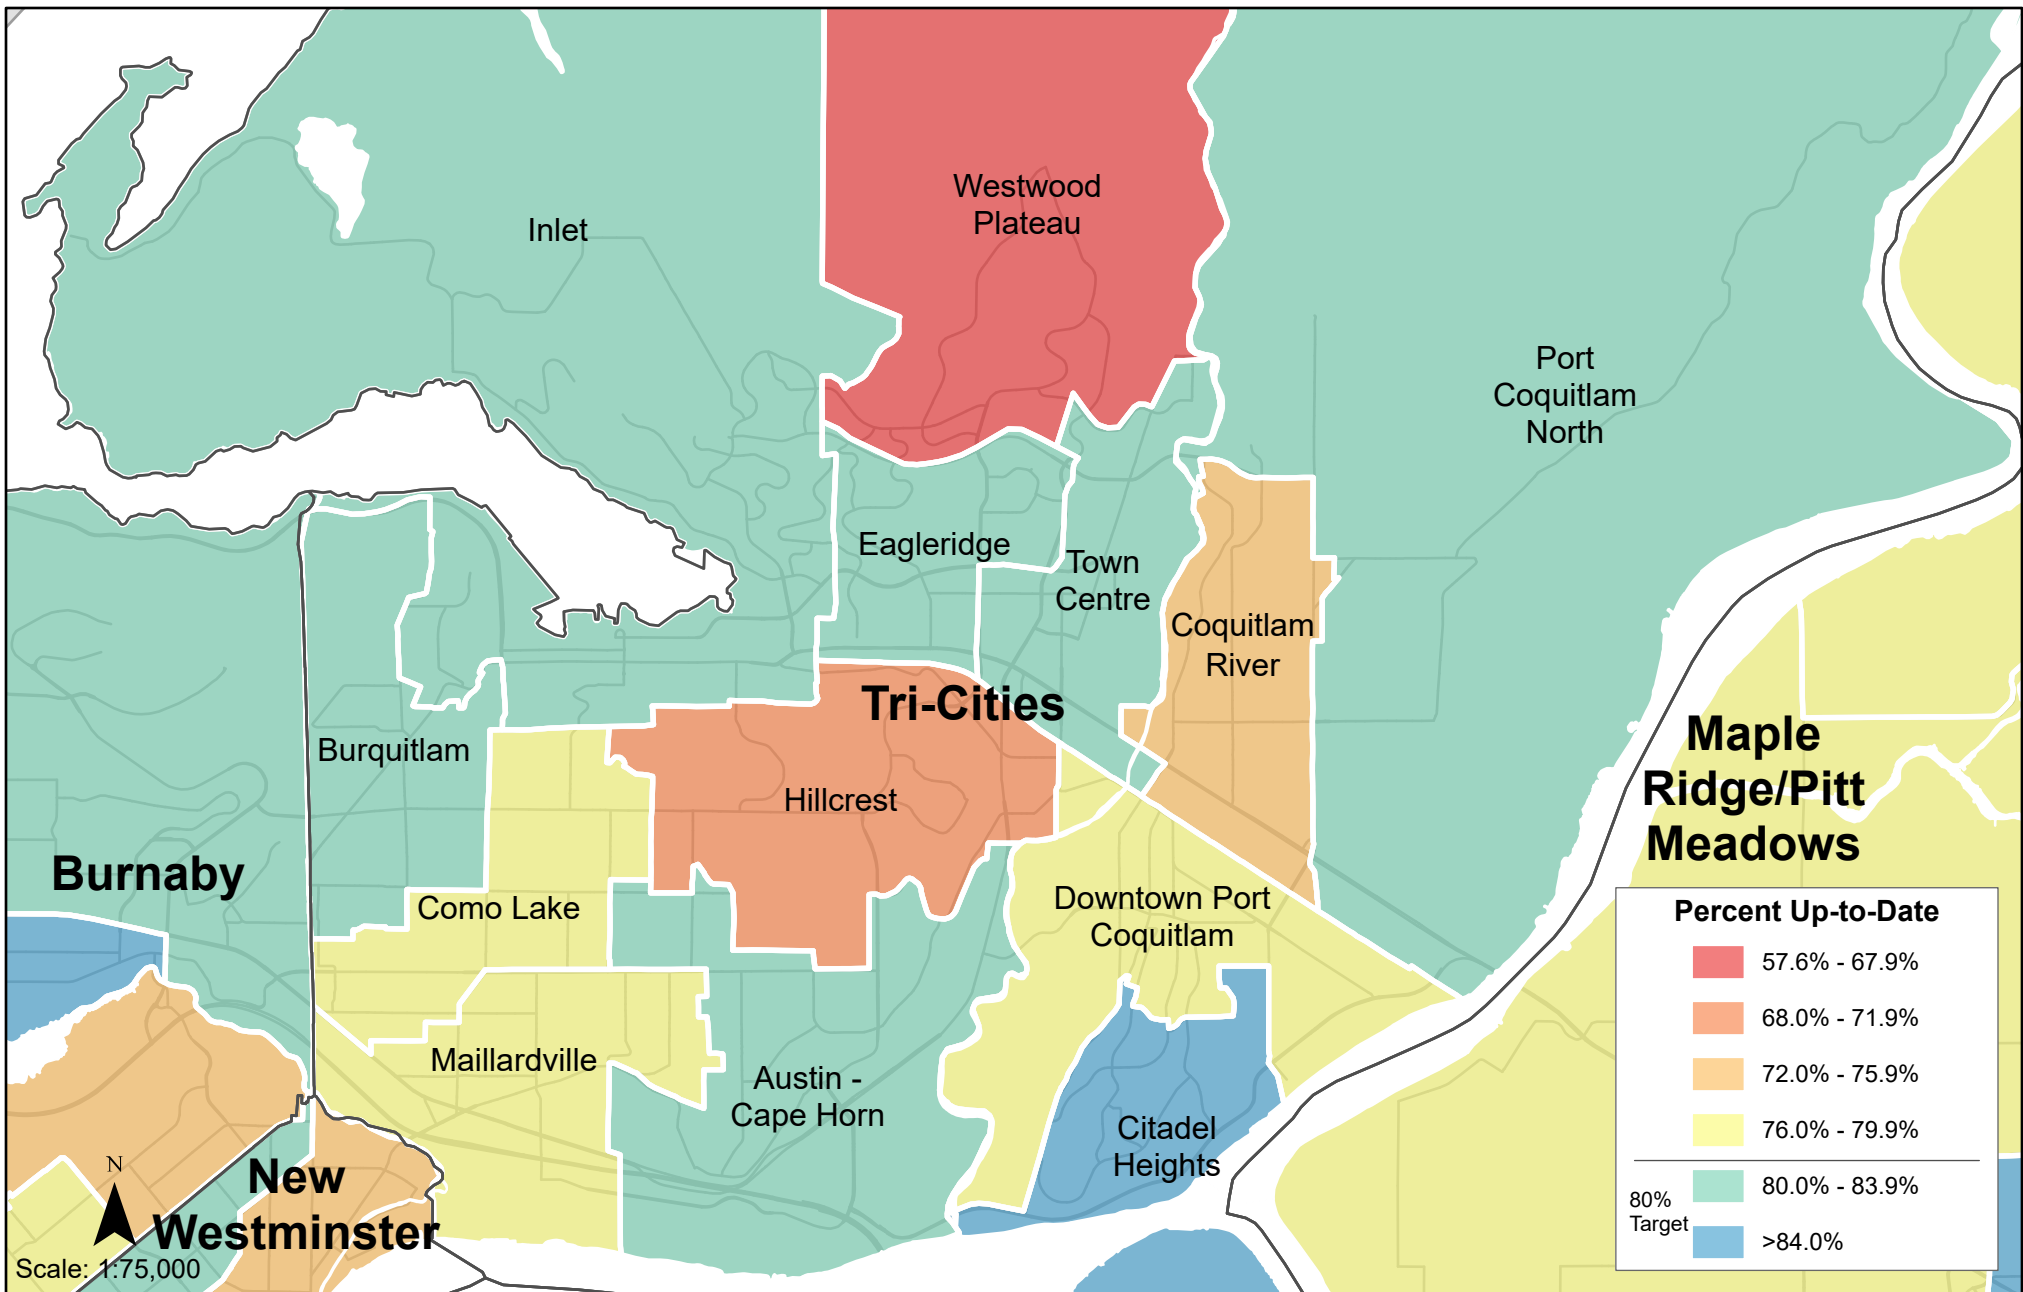 Westwood
Plateau
Inlet
Port
Coquitlam
North
Eagleridge
Town
Centre
Coquitlam
River
Tri-Cities
Burquitlam
Hillcrest
Maple
Ridge/Pitt
Meadows
Burnaby
Como Lake
Downtown Port
Coquitlam
Maillardville
Austin -
Cape Horn
Citadel
Heights
New
Westminster
N
Scale: 1:75,000
Percent Up-to-Date
57.6% - 67.9%
68.0% - 71.9%
72.0% - 75.9%
76.0% - 79.9%
80% Target
80.0% - 83.9%
>84.0%